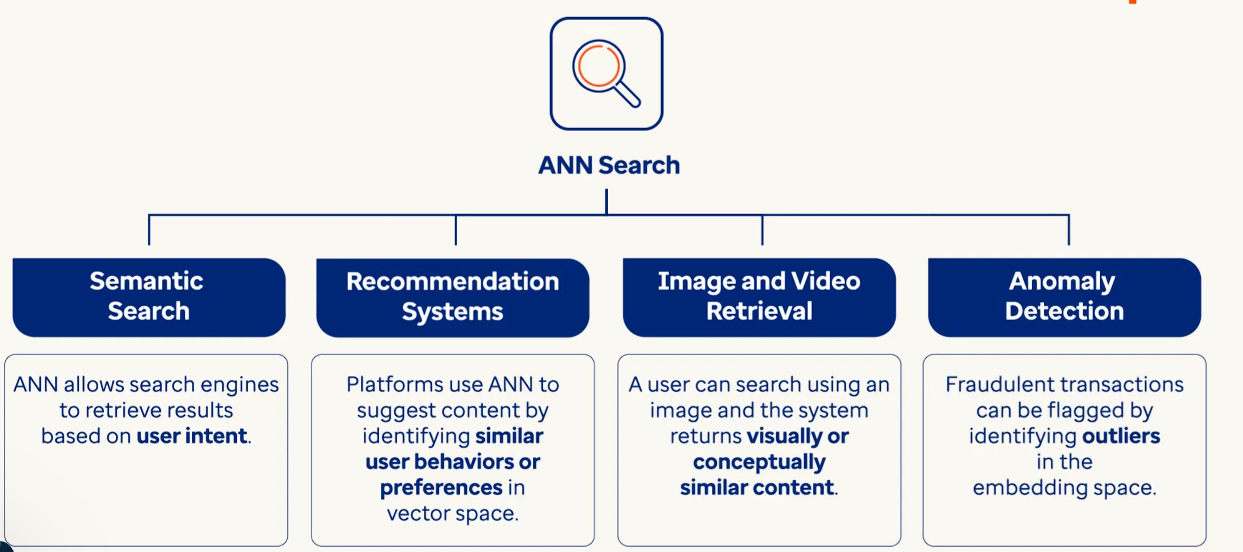 ANN Search
Semantic
Search
ANN allows search engines
to retrieve results
based on user intent.
Recommendation
Systems
Platforms use ANN to
suggest content by
identifying similar
user behaviors or
preferences in
vector space.
Image and Video
Retrieval
A user can search using an
image and the system
returns visually or
conceptually
similar content.
Anomaly
Detection
Fraudulent transactions
can be flagged by
identifying outliers
in the
embedding space.